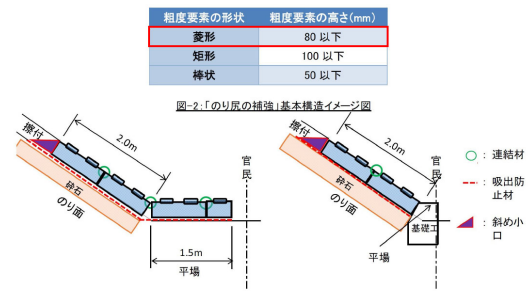 粗度要素の形状 粗度要素の高さ(mm)
菱形 80 以下
矩形 100 以下
棒状 50 以下
図-2:「のり尻の補強」基本構造イメージ図
擦付
2.0m
官民
砕石
のり面
1.5m
平場
擦付
2.0m
官民
砕石
のり面
基礎工
平場
: 連結材
: 吸出防止材
: 斜め小口